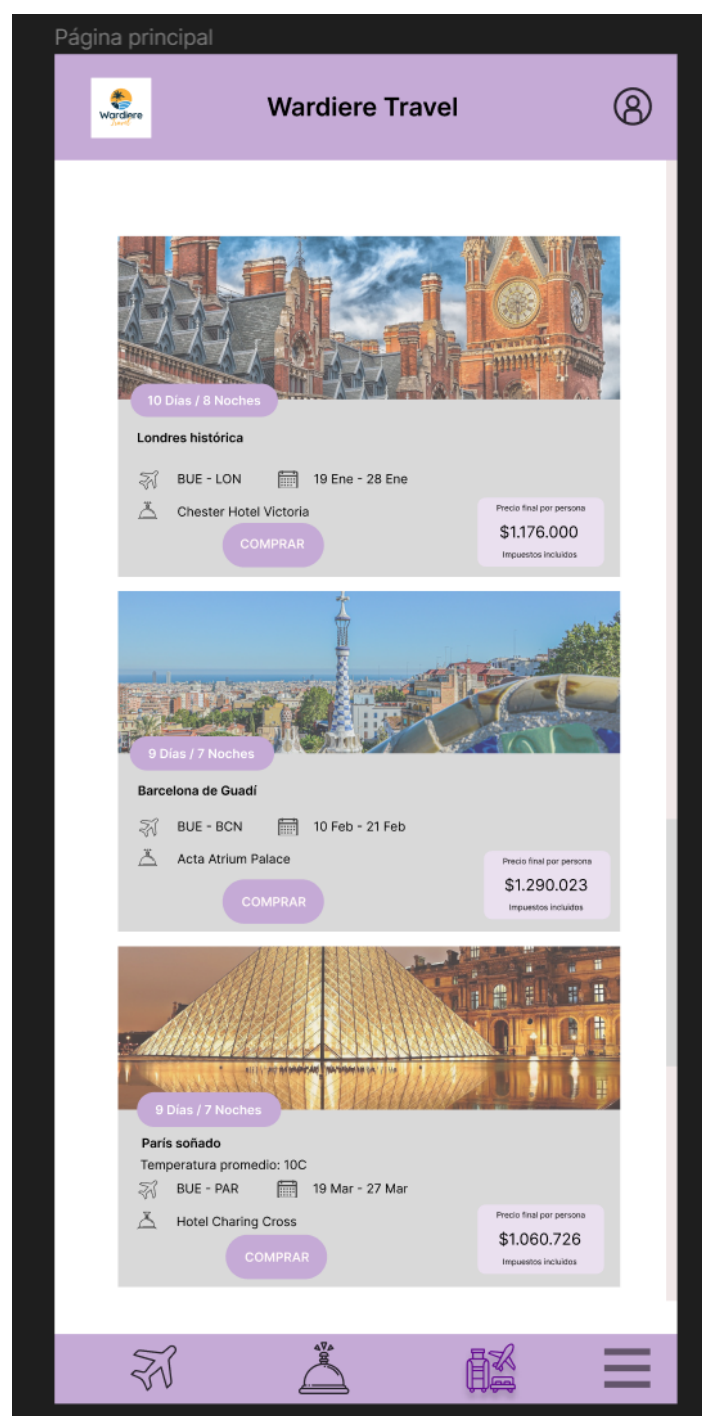 Página principal
Wardiere
Travel
Wardiere Travel
10 Días / 8 Noches
Londres histórica
BUE - LON
19 Ene - 28 Ene
Chester Hotel Victoria
COMPRAR
Precio final por persona
$1.176.000
Impuestos incluidos
9 Días / 7 Noches
Barcelona de Guadí
BUE - BCN
10 Feb - 21 Feb
Acta Atrium Palace
COMPRAR
Precio final por persona
$1.290.023
Impuestos incluidos
9 Días / 7 Noches
París soñado
Temperatura promedio: 10C
BUE - PAR
19 Mar - 27 Mar
Hotel Charing Cross
COMPRAR
Precio final por persona
$1.060.726
Impuestos incluidos